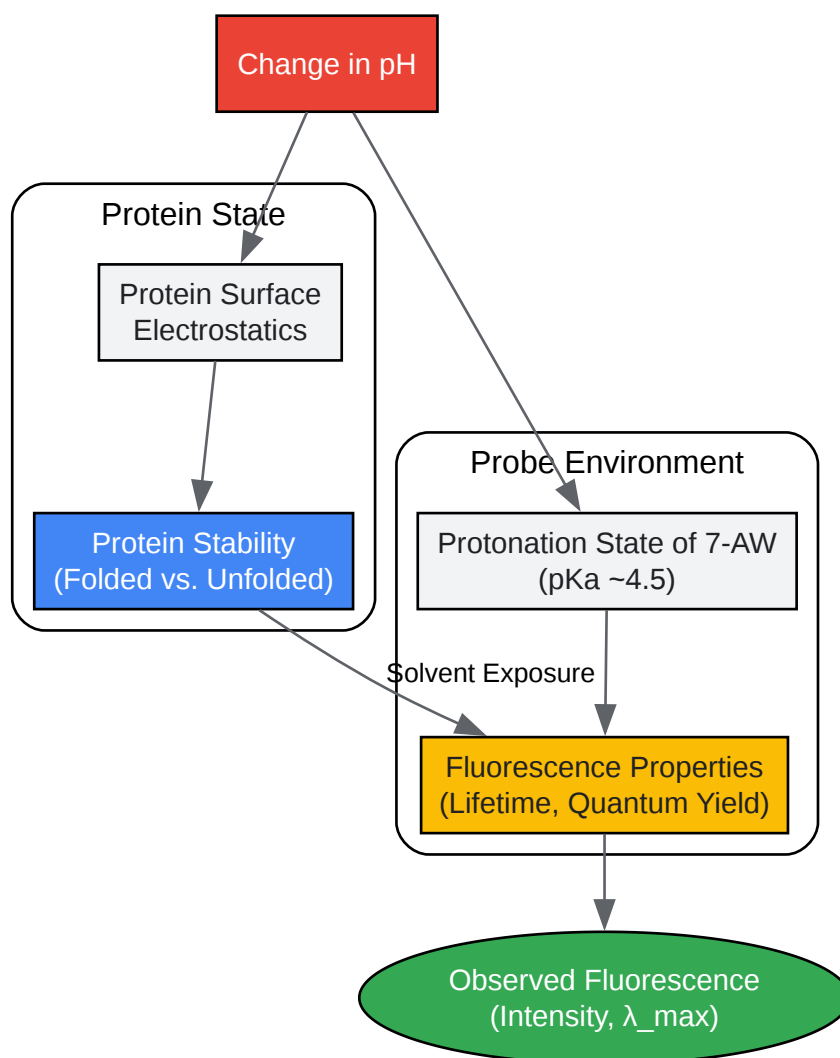 Change in pH
Protein State
Protein Surface
Electrostatics
Probe Environment
Protein Stability
(Folded vs. Unfolded)
Protonation State of 7-AW
(pKa ~4.5)
Solvent Exposure
Fluorescence Properties
(Lifetime, Quantum Yield)
Observed Fluorescence
(Intensity, λ_max)